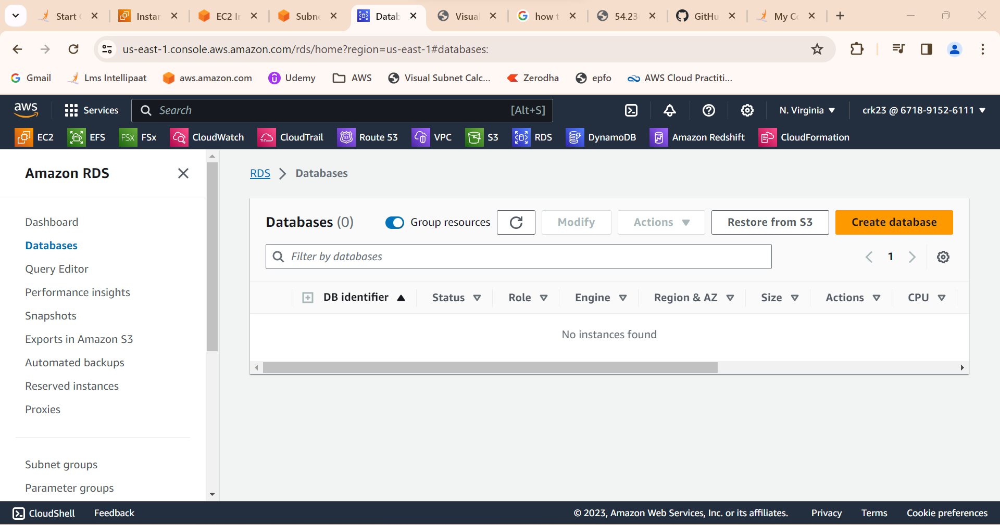 Start (
Instar
EC2 Ir
Subne
Datab
Visual
how t
54.23
GitHu
My Co
us-east-1.console.aws.amazon.com/rds/home?region=us-east-1#databases:
Gmail
Lms Intellipaat
aws.amazon.com
Udemy
AWS
Visual Subnet Calc...
Zerodha
epfo
AWS Cloud Practiti...
aws
Services
Search
[Alt+S]
N. Virginia
crk23 @ 6718-9152-6111
EC2
EFS
FSx
FSx
CloudWatch
CloudTrail
53
Route 53
VPC
S3
RDS
DynamoDB
Amazon Redshift
CloudFormation
Amazon RDS
Dashboard
Databases
Query Editor
Performance insights
Snapshots
Exports in Amazon S3
Automated backups
Reserved instances
Proxies
Subnet groups
Parameter groups
RDS
Databases
Databases (0)
Group resources
Modify
Actions
Restore from S3
Create database
Filter by databases
1
DB identifier
Status
Role
Engine
Region & AZ
Size
Actions
CPU
No instances found
CloudShell
Feedback
© 2023, Amazon Web Services, Inc. or its affiliates.
Privacy
Terms
Cookie preferences